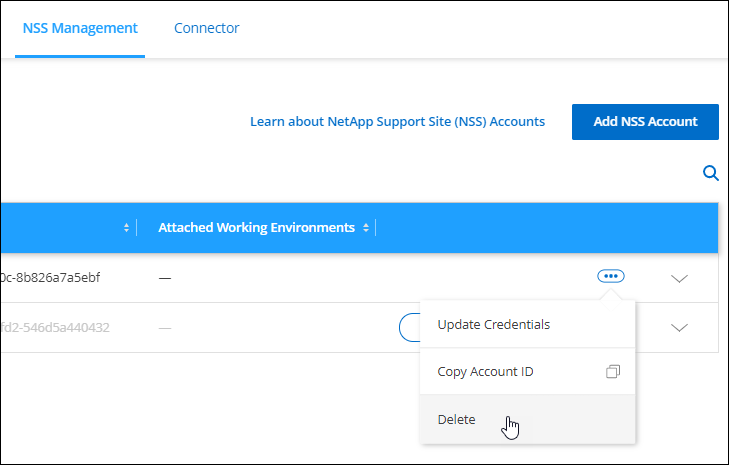 NSS Management Connector
Learn about NetApp Support Site (NSS) Accounts Add NSS Account
Attached Working Environments
0c-8b826a7a5ebf —
fd2-546d5a440432 —
Update Credentials
Copy Account ID
Delete